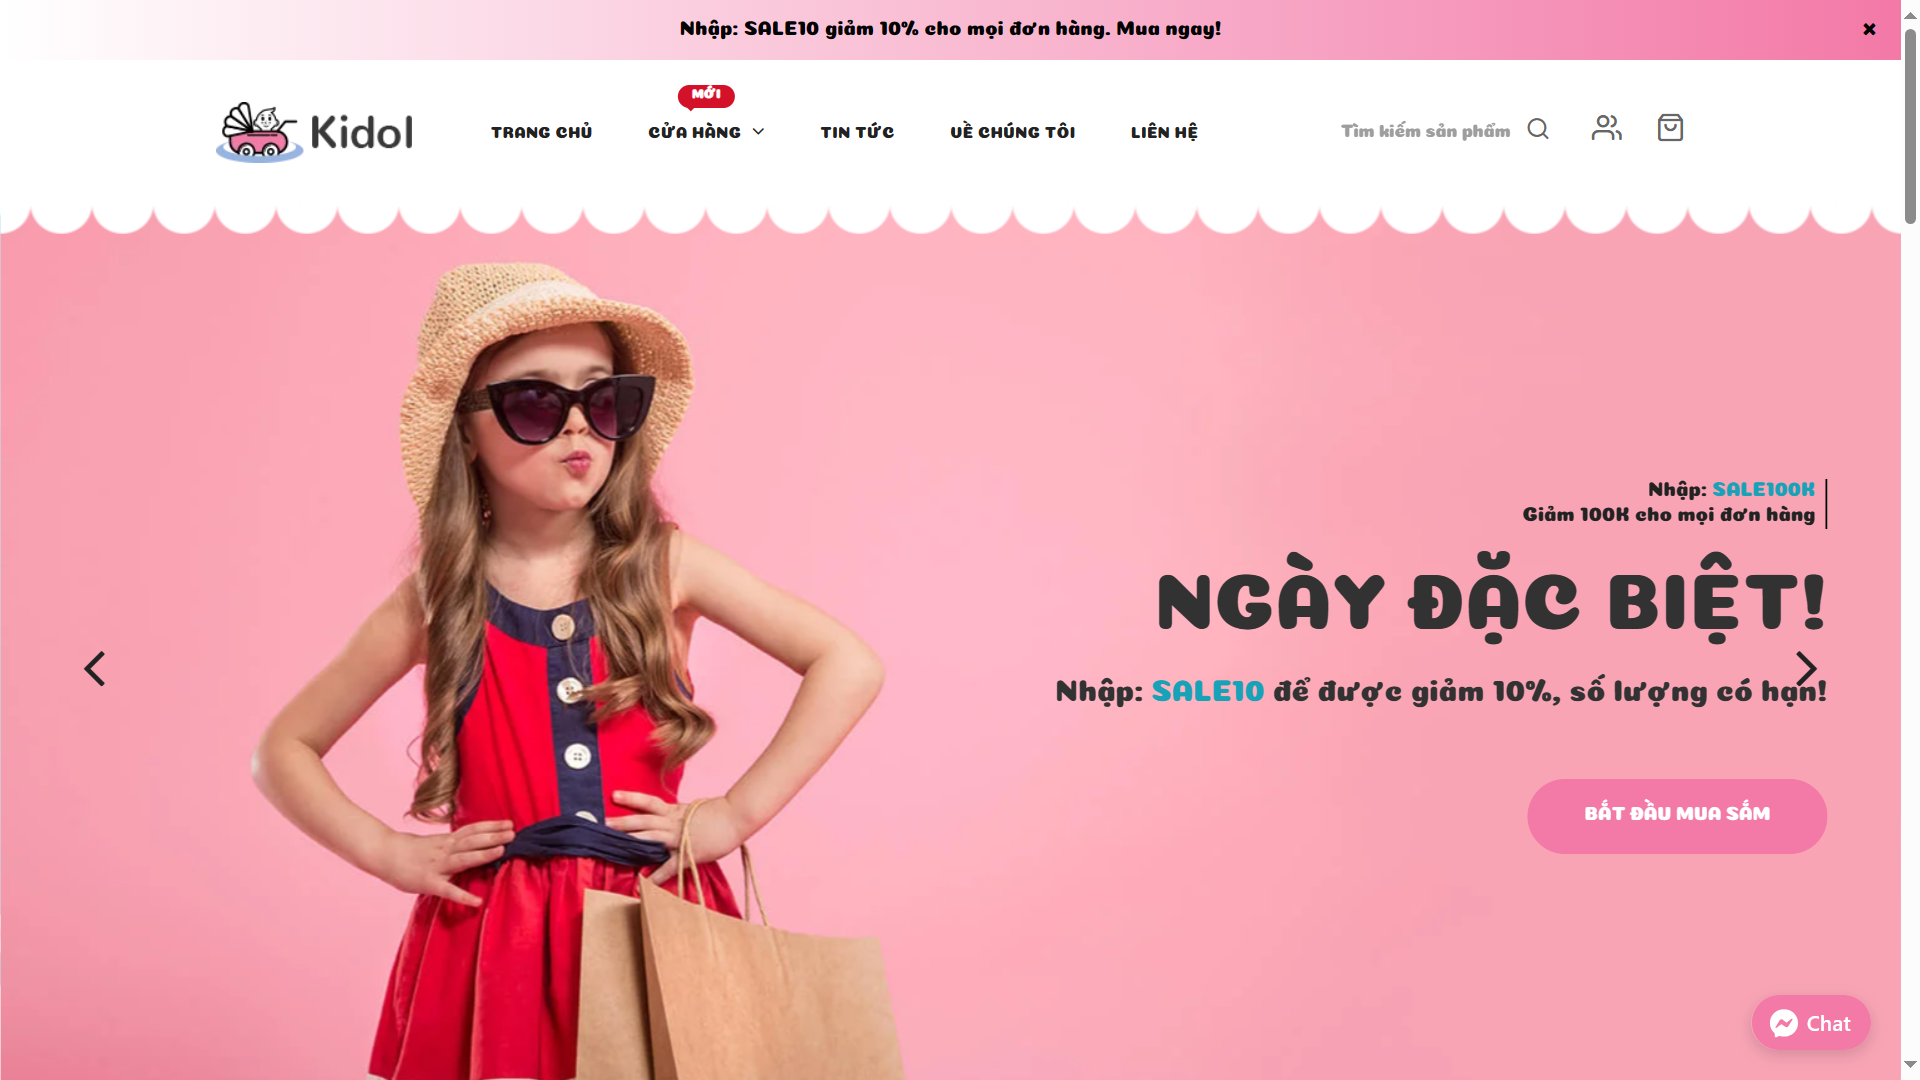 Nhập: SALE10 giảm 10% cho mọi đơn hàng. Mua ngay!
Kidol
MỚI
TRANG CHỦ
CỬA HÀNG
TIN TỨC
VỀ CHÚNG TÔI
LIÊN HỆ
Tìm kiếm sản phẩm
Nhập: SALE100K
Giảm 100K cho mọi đơn hàng
NGÀY ĐẶC BIỆT!
Nhập: SALE10 để được giảm 10%, số lượng có hạn!
BẮT ĐẦU MUA SẮM
Chat